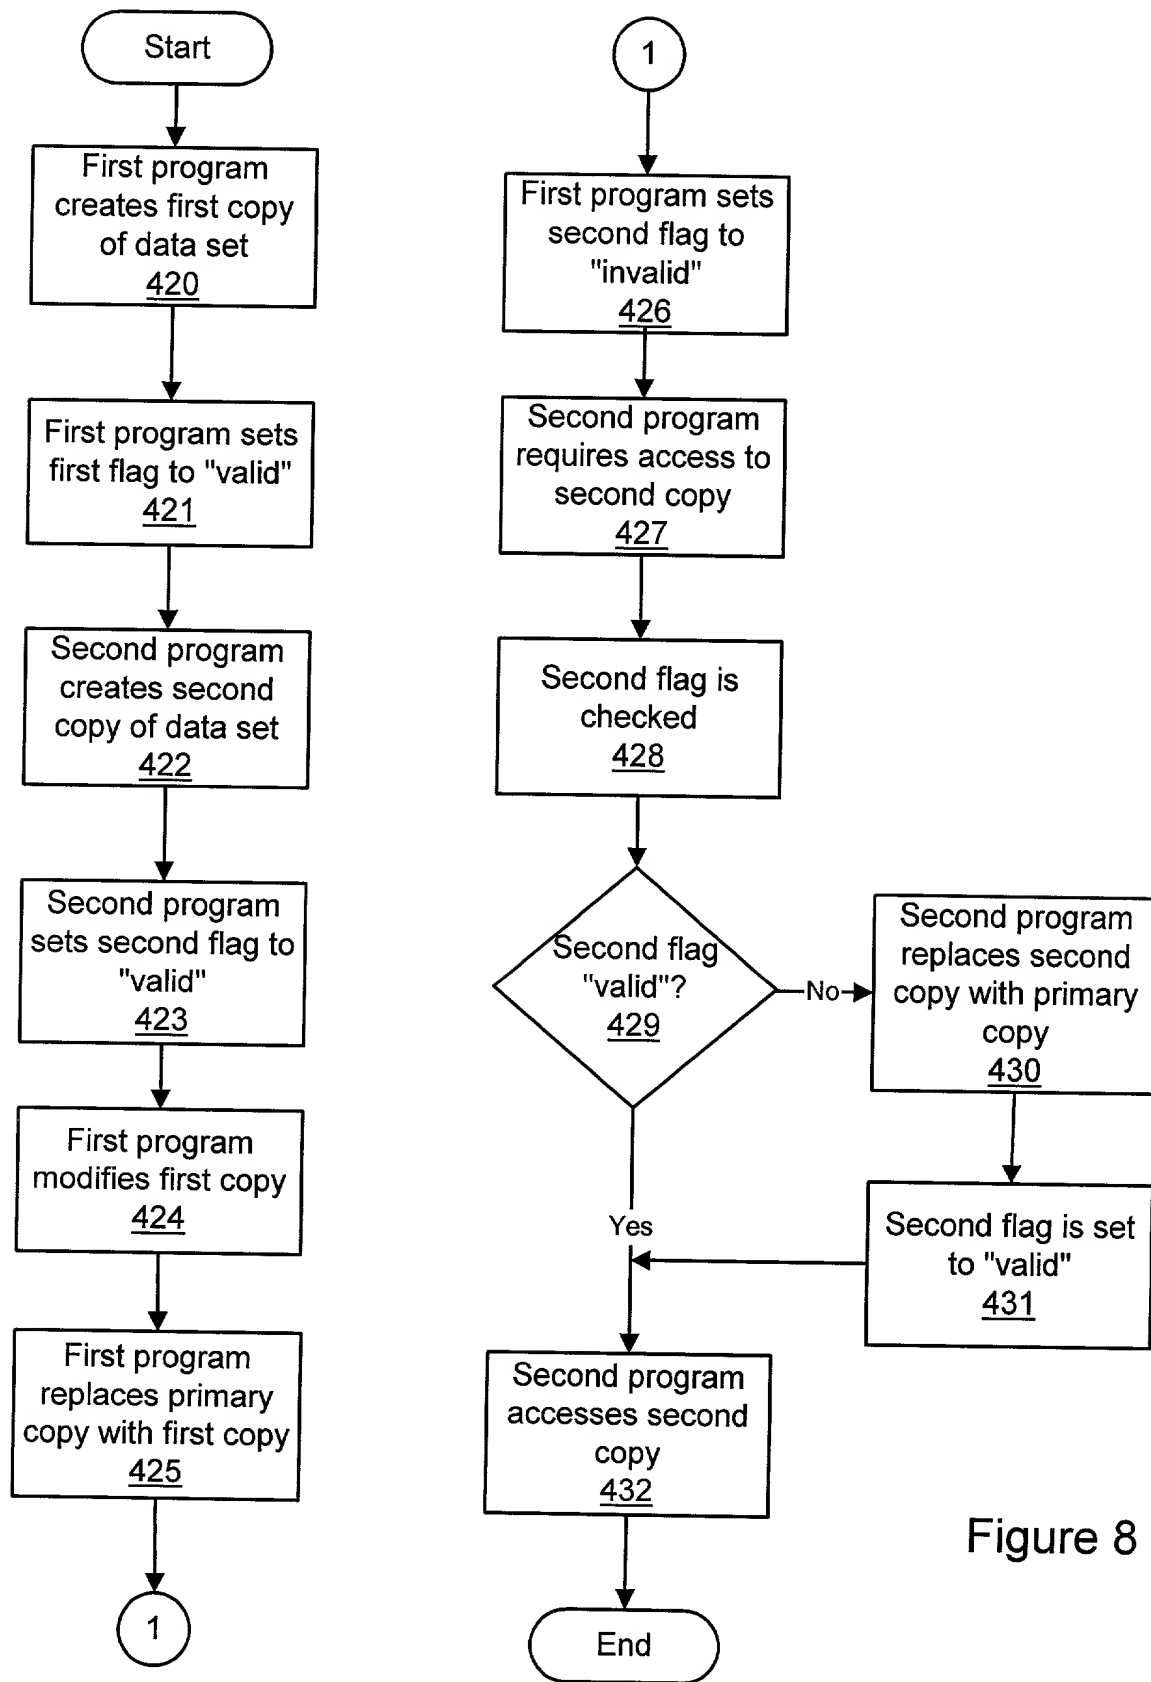 Start
First program
creates first copy
of data set
420
First program sets
first flag to "valid"
421
Second program
creates second
copy of data set
422
Second program
sets second flag to
"valid"
423
First program
modifies first copy
424
First program
replaces primary
copy with first copy
425
1
1
First program sets
second flag to
"invalid"
426
Second program
requires access to
second copy
427
Second flag is
checked
428
Second flag
"valid"?
429
No
Second program
replaces second
copy with primary
copy
430
Second flag is set
to "valid"
431
Yes
Second program
accesses second
copy
432
End
Figure 8